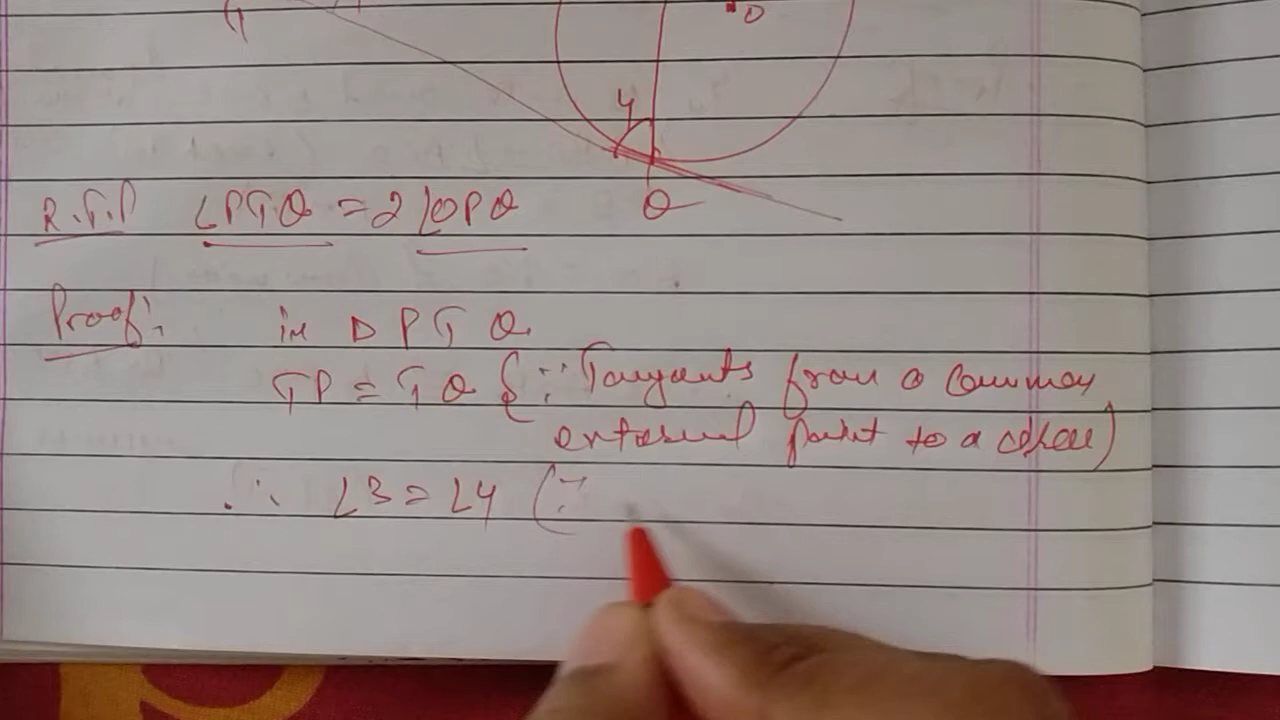 T
O
4
Q
R.T.P ∠PTQ = 2∠OPQ
Proof: in Δ PTQ.
TP = TQ {∵ Tangents from a common
external point to a circle)
∴ ∠3 = ∠4 (∵